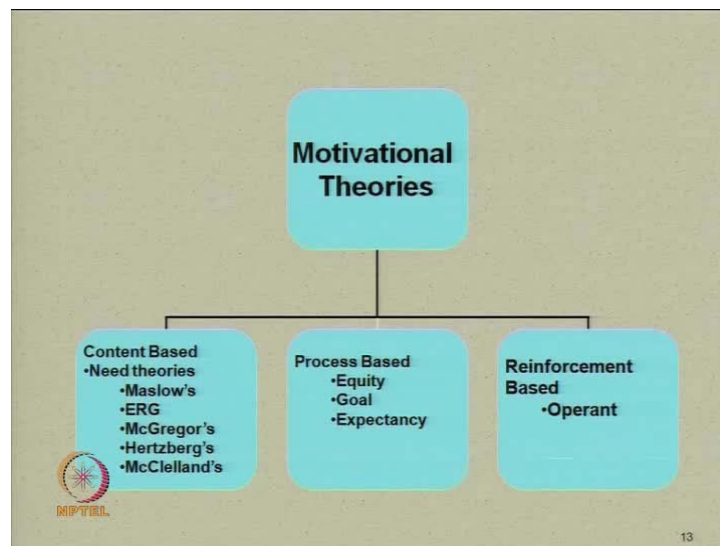 Motivational
Theories
Content Based
•Need theories
•Maslow's
•ERG
•McGregor's
•Hertzberg's
•McClelland's
Process Based
•Equity
•Goal
•Expectancy
Reinforcement
Based
•Operant
NPTEL
13